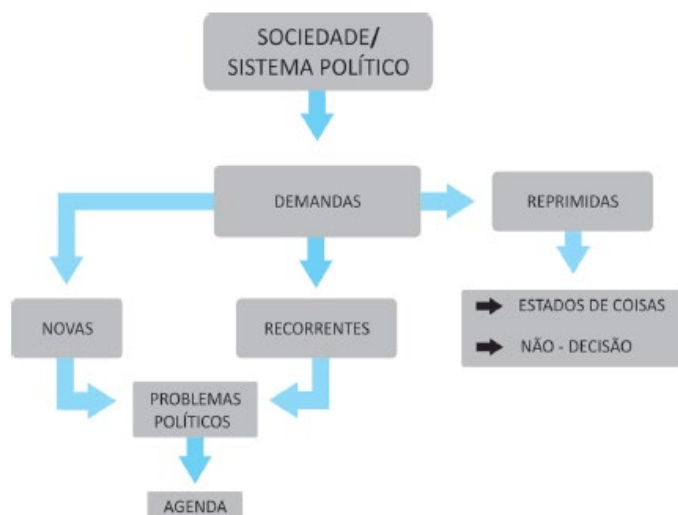 SOCIEDADE/
SISTEMA POLÍTICO
DEMANDAS
REPRIMIDAS
ESTADOS DE COISAS
NÃO - DECISÃO
NOVAS
RECORRENTES
PROBLEMAS
POLÍTICOS
AGENDA